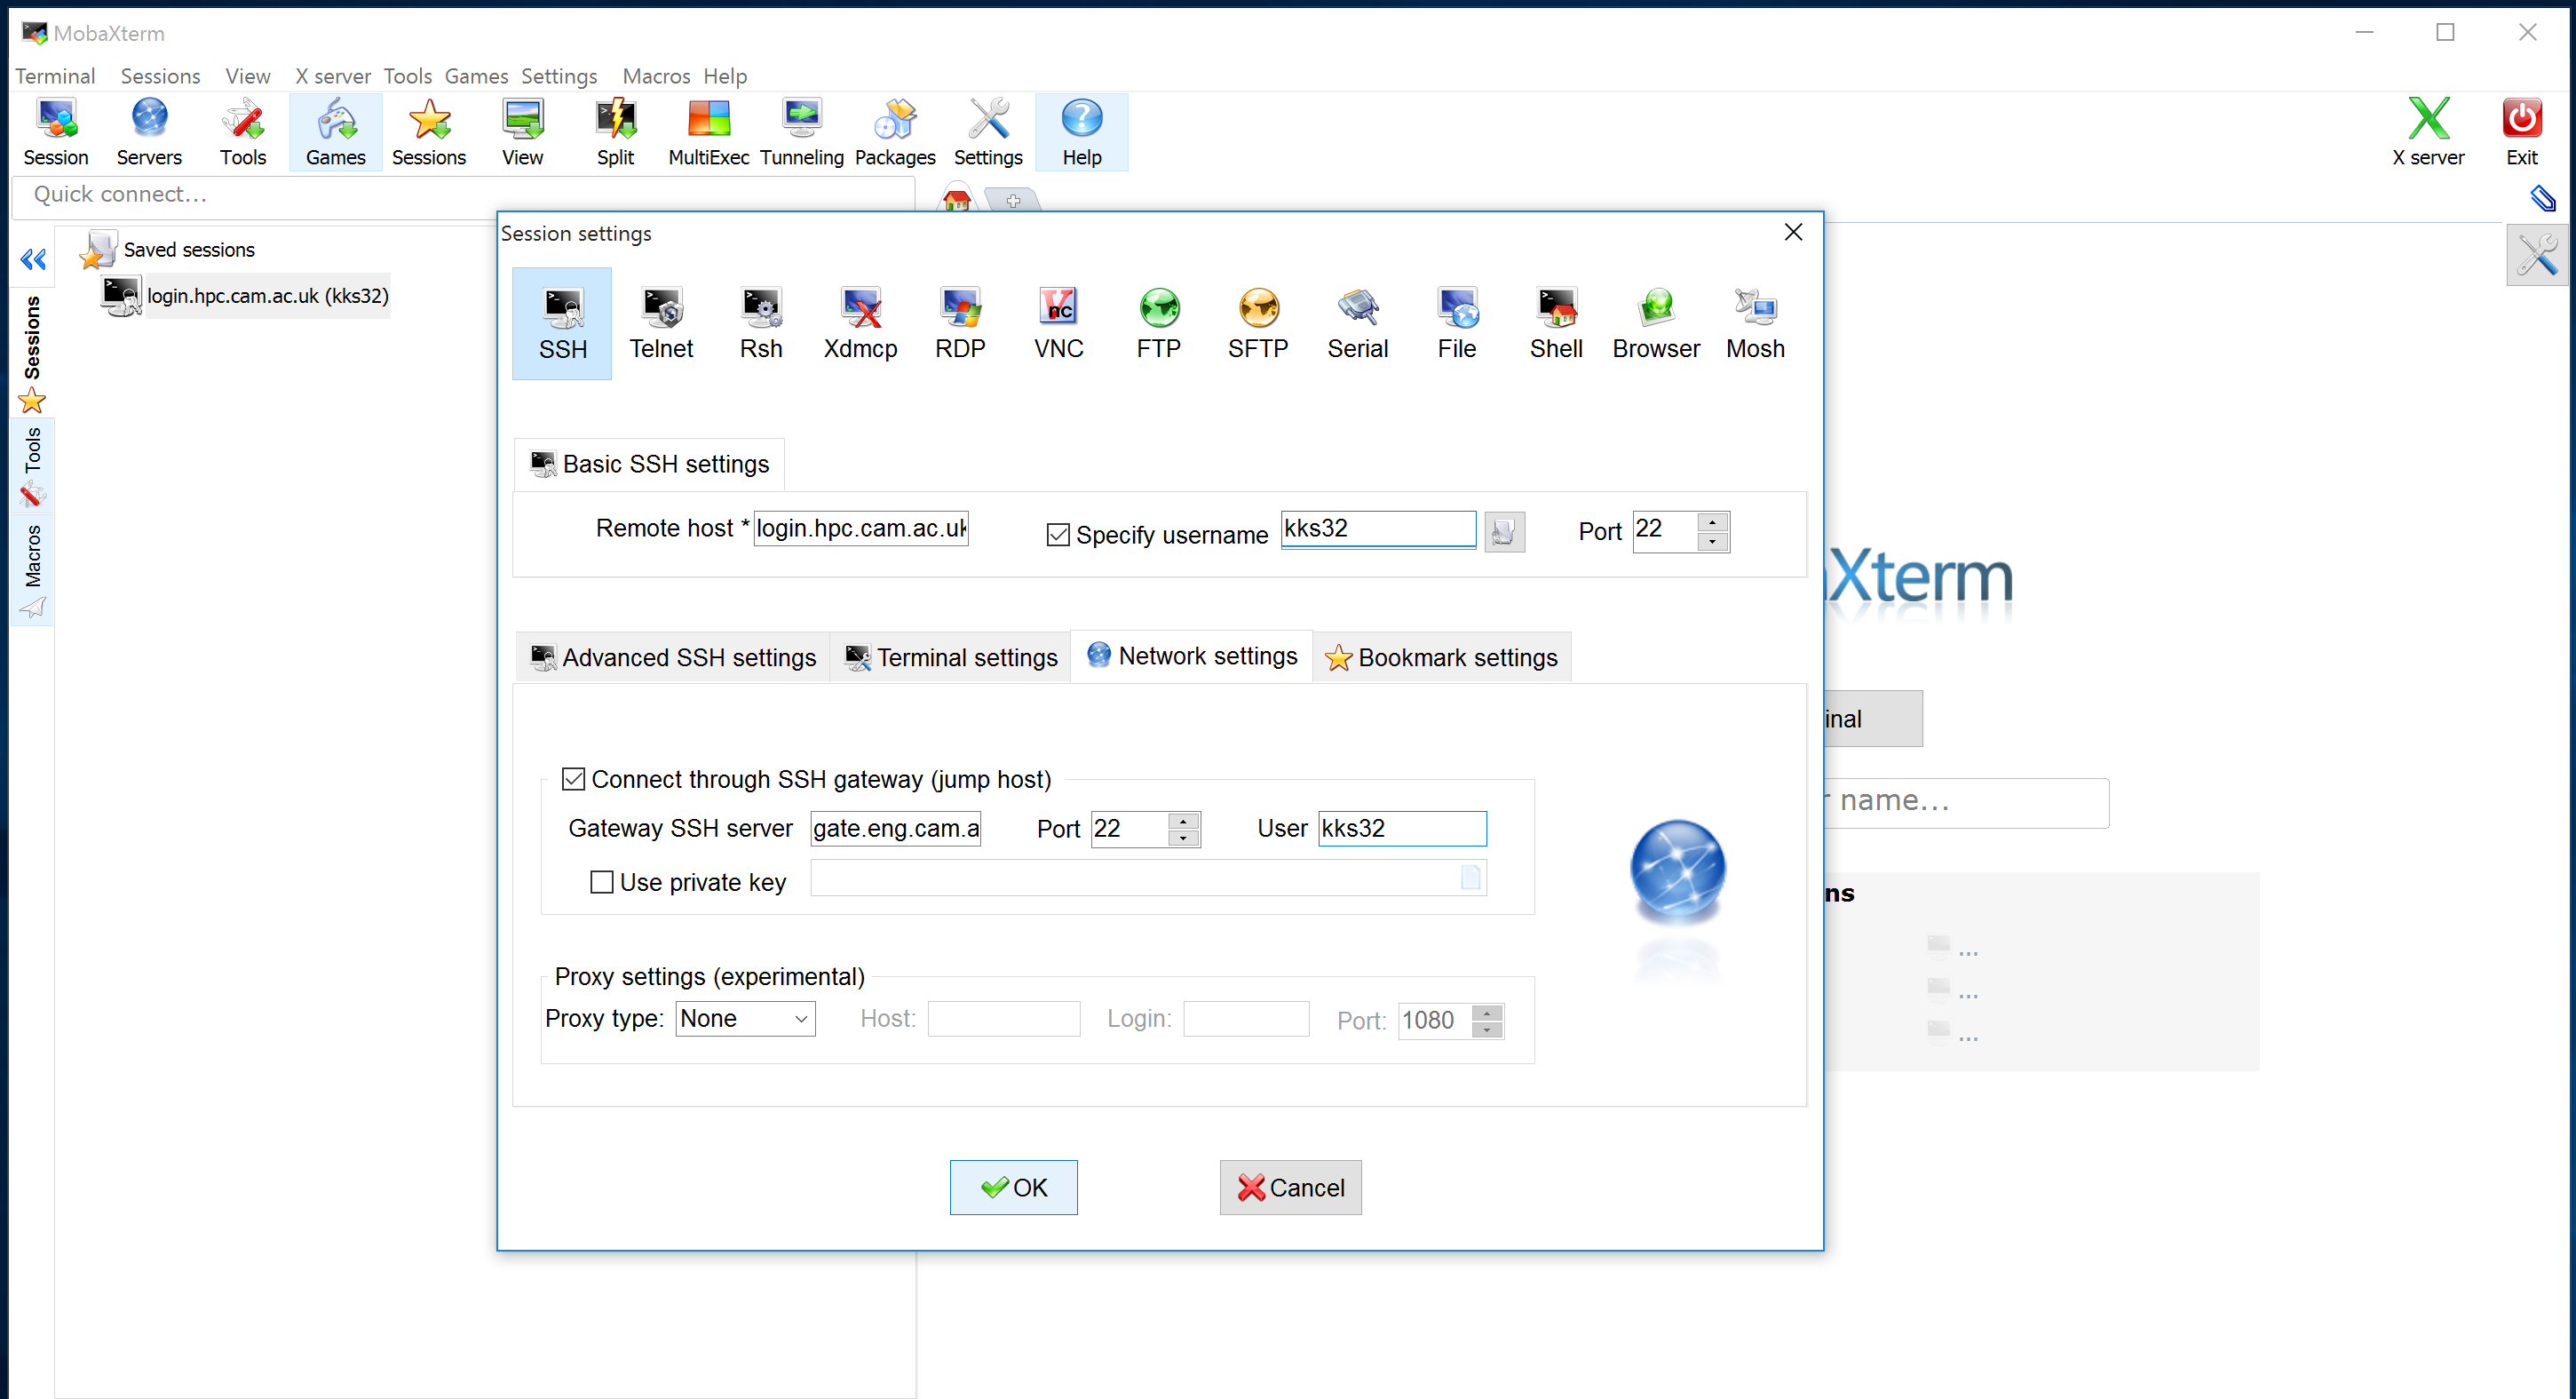 MobaXterm
Terminal Sessions View X server Tools Games Settings Macros Help
Session Servers Tools Games Sessions View Split MultiExec Tunneling Packages Settings Help X server Exit
Quick connect...
Session settings
Saved sessions
login.hpc.cam.ac.uk (kks32)
Sessions
Tools
Macros
SSH Telnet Rsh Xdmcp RDP VNC FTP SFTP Serial File Shell Browser Mosh
Basic SSH settings
Remote host * login.hpc.cam.ac.uk Specify username kks32 Port 22
Xterm
Advanced SSH settings Terminal settings Network settings Bookmark settings
inal
Connect through SSH gateway (jump host)
r name...
Gateway SSH server gate.eng.cam.a Port 22 User kks32
Use private key
ns
...
...
...
Proxy settings (experimental)
Proxy type: None Host: Login: Port: 1080
OK Cancel